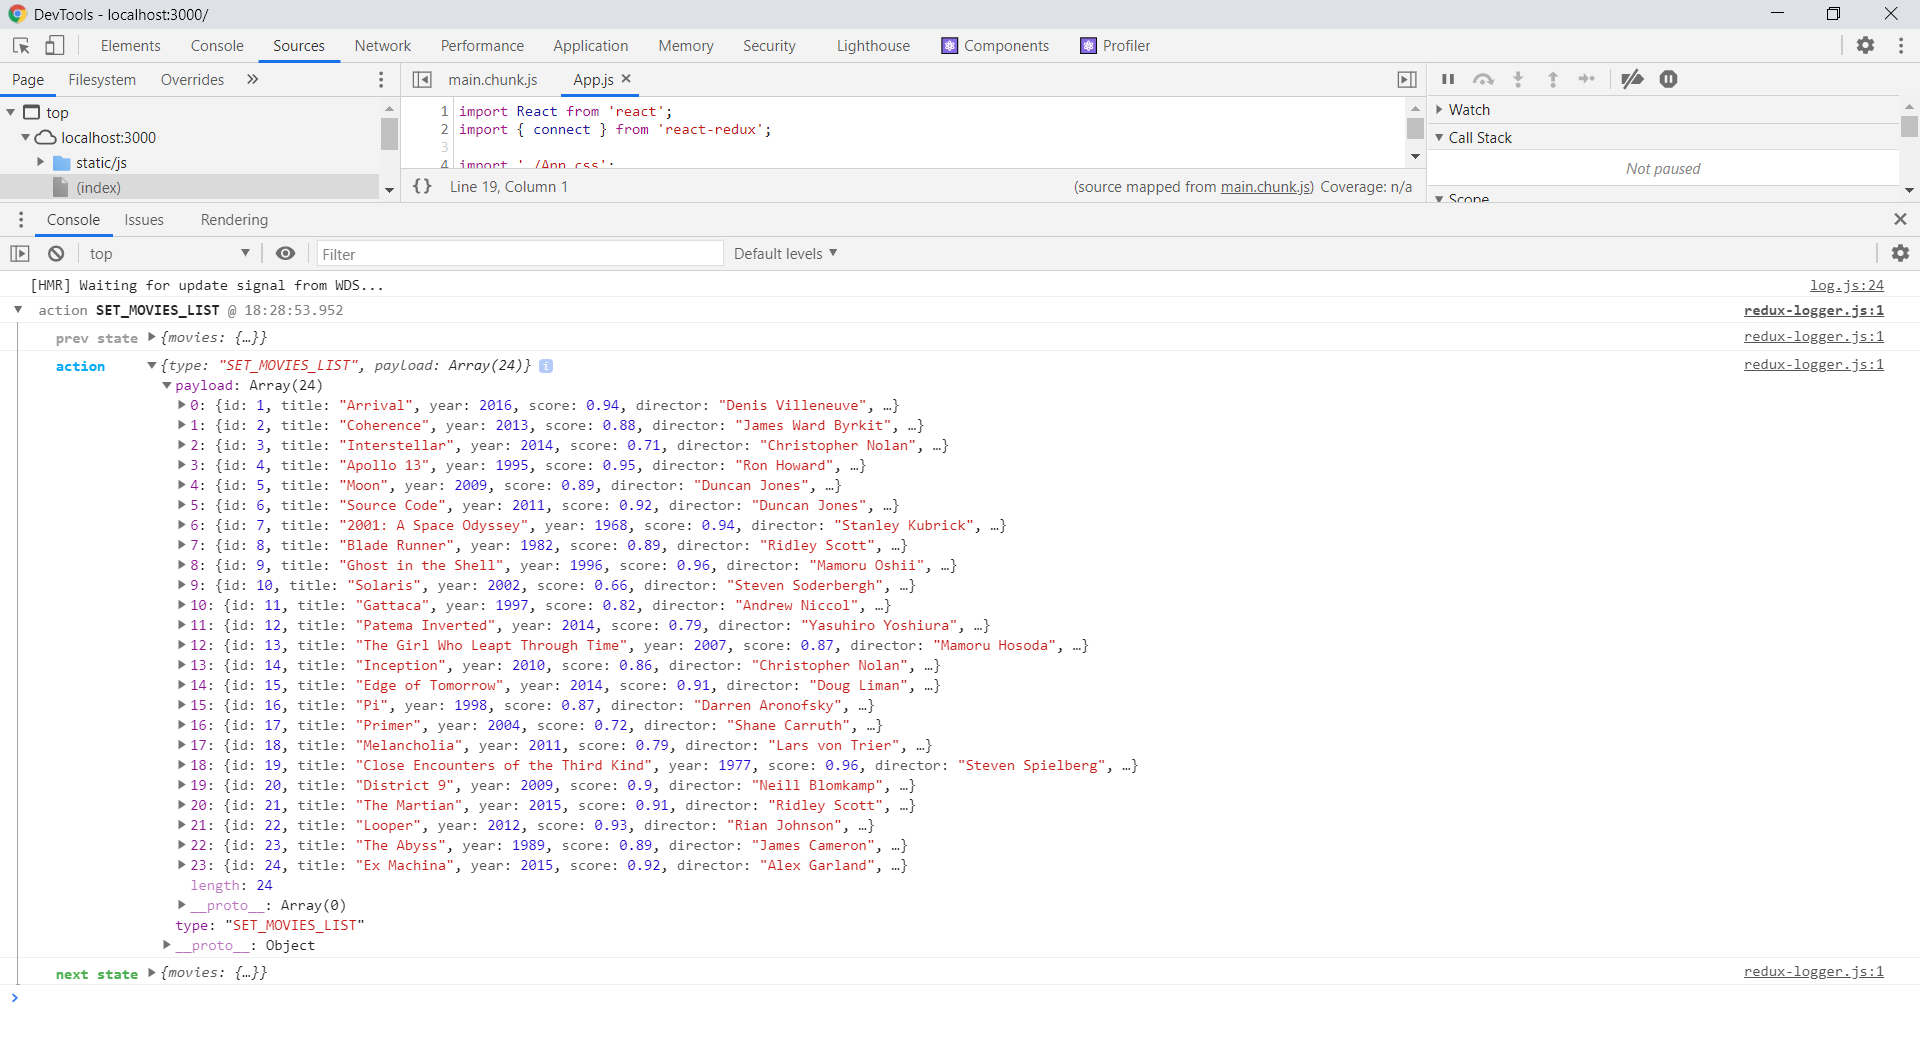 DevTools - localhost:3000/
Elements Console Sources Network Performance Application Memory Security Lighthouse Components Profiler
Page Filesystem Overrides »
main.chunk.js App.js ×
top
localhost:3000
static/js
(index)
1 import React from 'react';
2 import { connect } from 'react-redux';
3
4 import './App.css';
{} Line 19, Column 1 (source mapped from main.chunk.js) Coverage: n/a
Watch
Call Stack
Not paused
Scope
Console Issues Rendering
top Filter Default levels
[HMR] Waiting for update signal from WDS... log.js:24
action SET_MOVIES_LIST @ 18:28:53.952 redux-logger.js:1
prev state {movies: {…}} redux-logger.js:1
action {type: "SET_MOVIES_LIST", payload: Array(24)} i redux-logger.js:1
payload: Array(24)
0: {id: 1, title: "Arrival", year: 2016, score: 0.94, director: "Denis Villeneuve", …}
1: {id: 2, title: "Coherence", year: 2013, score: 0.88, director: "James Ward Byrkit", …}
2: {id: 3, title: "Interstellar", year: 2014, score: 0.71, director: "Christopher Nolan", …}
3: {id: 4, title: "Apollo 13", year: 1995, score: 0.95, director: "Ron Howard", …}
4: {id: 5, title: "Moon", year: 2009, score: 0.89, director: "Duncan Jones", …}
5: {id: 6, title: "Source Code", year: 2011, score: 0.92, director: "Duncan Jones", …}
6: {id: 7, title: "2001: A Space Odyssey", year: 1968, score: 0.94, director: "Stanley Kubrick", …}
7: {id: 8, title: "Blade Runner", year: 1982, score: 0.89, director: "Ridley Scott", …}
8: {id: 9, title: "Ghost in the Shell", year: 1996, score: 0.96, director: "Mamoru Oshii", …}
9: {id: 10, title: "Solaris", year: 2002, score: 0.66, director: "Steven Soderbergh", …}
10: {id: 11, title: "Gattaca", year: 1997, score: 0.82, director: "Andrew Niccol", …}
11: {id: 12, title: "Patema Inverted", year: 2014, score: 0.79, director: "Yasuhiro Yoshiura", …}
12: {id: 13, title: "The Girl Who Leapt Through Time", year: 2007, score: 0.87, director: "Mamoru Hosoda", …}
13: {id: 14, title: "Inception", year: 2010, score: 0.86, director: "Christopher Nolan", …}
14: {id: 15, title: "Edge of Tomorrow", year: 2014, score: 0.91, director: "Doug Liman", …}
15: {id: 16, title: "Pi", year: 1998, score: 0.87, director: "Darren Aronofsky", …}
16: {id: 17, title: "Primer", year: 2004, score: 0.72, director: "Shane Carruth", …}
17: {id: 18, title: "Melancholia", year: 2011, score: 0.79, director: "Lars von Trier", …}
18: {id: 19, title: "Close Encounters of the Third Kind", year: 1977, score: 0.96, director: "Steven Spielberg", …}
19: {id: 20, title: "District 9", year: 2009, score: 0.9, director: "Neill Blomkamp", …}
20: {id: 21, title: "The Martian", year: 2015, score: 0.91, director: "Ridley Scott", …}
21: {id: 22, title: "Looper", year: 2012, score: 0.93, director: "Rian Johnson", …}
22: {id: 23, title: "The Abyss", year: 1989, score: 0.89, director: "James Cameron", …}
23: {id: 24, title: "Ex Machina", year: 2015, score: 0.92, director: "Alex Garland", …}
length: 24
__proto__: Array(0)
type: "SET_MOVIES_LIST"
__proto__: Object
next state {movies: {…}} redux-logger.js:1